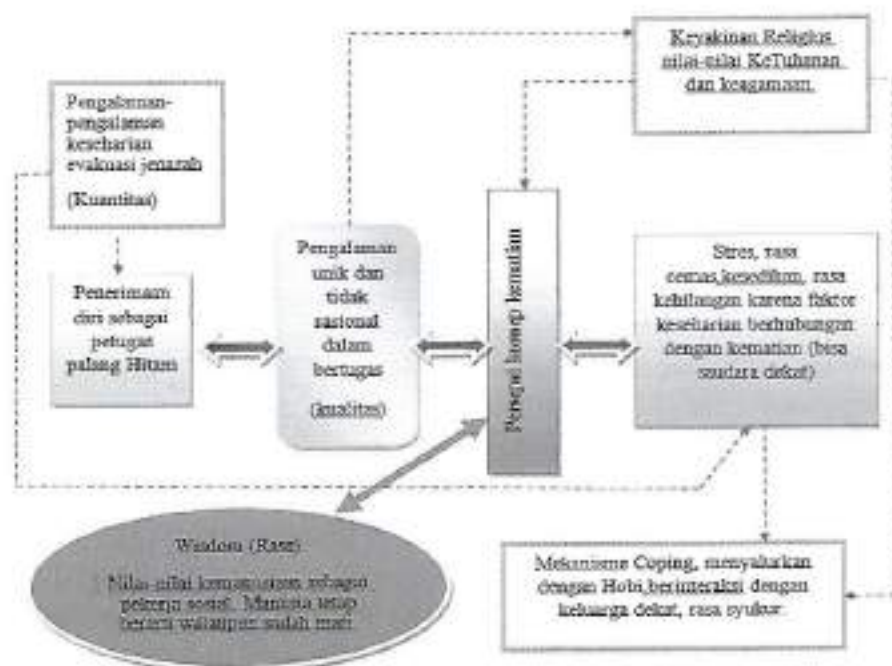 Keyakinan Religius
nilai-nilai KeTuhanan
dan keagamaan.
Pengalaman-
pengalaman
keseharian
evakuasi jenazah
(Kuantitas)
Penerimaan
diri sebagai
petugas
palang Hitam
Pengalaman
unik dan
tidak
rasional
dalam
bertugas
(kualitas)
konsep kematian
Stres, rasa
cemas,kesedihan, rasa
kehilangan karena faktor
keseharian berhubungan
dengan kematian (bisa
saudara dekat)
Wisdom (Rasa)
Nilai-nilai kemanusiaan sebagai
pekerja sosial. Manusia tetap
berarti walaupun sudah mati
Mekanisme Coping, menyalurkan
dengan Hobi,berinteraksi dengan
keluarga dekat, rasa syukur.